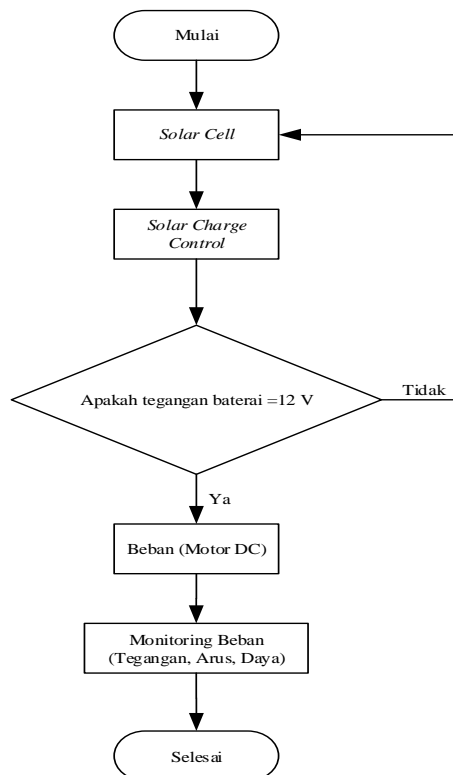 Mulai
Solar Cell
Solar Charge
Control
Apakah tegangan baterai =12 V
Tidak
Ya
Beban (Motor DC)
Monitoring Beban
(Tegangan, Arus, Daya)
Selesai